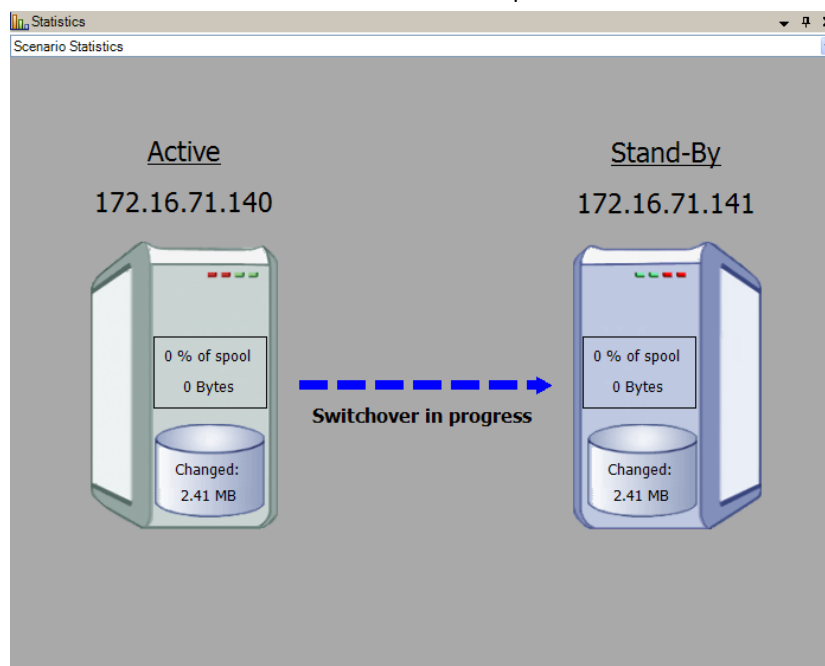 Statistics
Scenario Statistics
Active
Stand-By
172.16.71.140
172.16.71.141
0 % of spool
0 Bytes
0 % of spool
0 Bytes
Switchover in progress
Changed:
2.41 MB
Changed:
2.41 MB